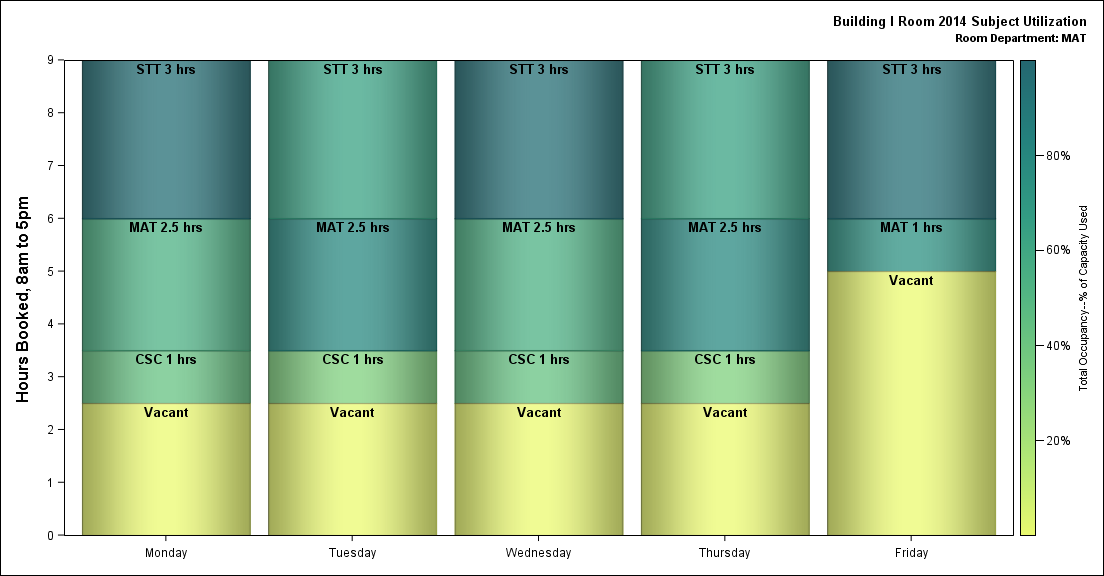 Building I Room 2014 Subject Utilization
Room Department: MAT
Hours Booked, 8am to 5pm
9
8
7
6
5
4
3
2
1
0
STT 3 hrs
MAT 2.5 hrs
CSC 1 hrs
Vacant
STT 3 hrs
MAT 2.5 hrs
CSC 1 hrs
Vacant
STT 3 hrs
MAT 2.5 hrs
CSC 1 hrs
Vacant
STT 3 hrs
MAT 2.5 hrs
CSC 1 hrs
Vacant
STT 3 hrs
MAT 1 hrs
Vacant
Monday
Tuesday
Wednesday
Thursday
Friday
80%
60%
40%
20%
Total Occupancy--% of Capacity Used